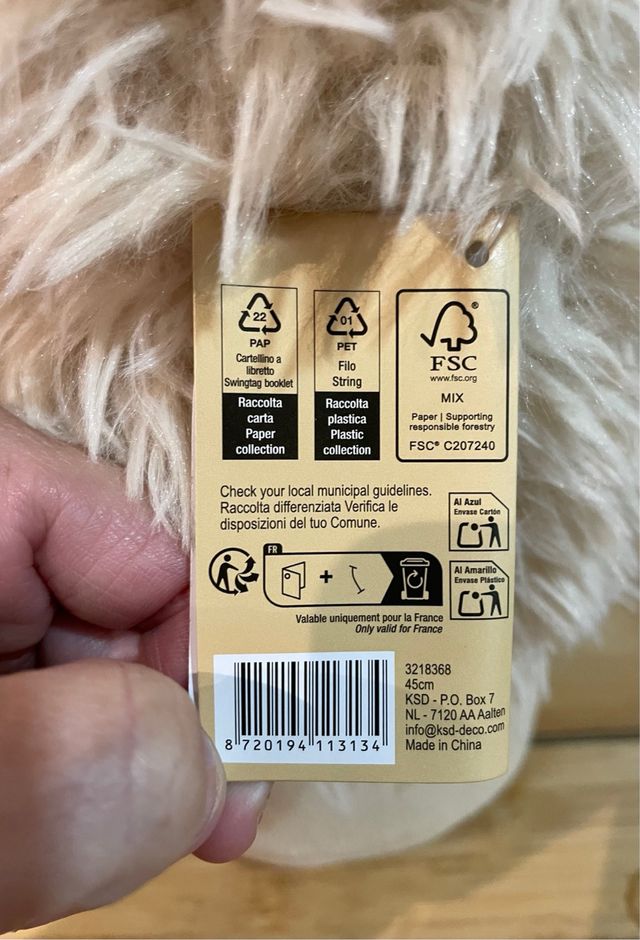 22
PAP
Cartellino a
libretto
Swingtag booklet
Raccolta
carta
Paper
collection
01
PET
Filo
String
Raccolta
plastica
Plastic
collection
®
FSC
www.fsc.org
MIX
Paper | Supporting
responsible forestry
FSC® C207240
Check your local municipal guidelines.
Raccolta differenziata Verifica le
disposizioni del tuo Comune.
Al Azul
Envase Cartón
Al Amarillo
Envase Plástico
FR
+
Valable uniquement pour la France
Only valid for France
8 720194 113134
3218368
45cm
KSD - P.O. Box 7
NL - 7120 AA Aalten
info@ksd-deco.com
Made in China